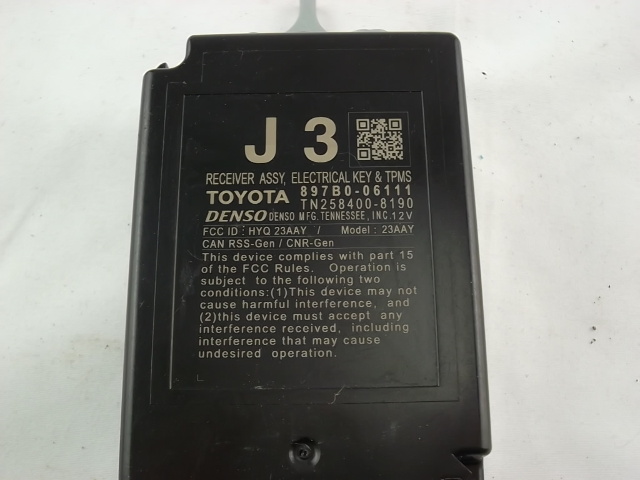 J 3
RECEIVER ASSY, ELECTRICAL KEY & TPMS
TOYOTA 897B0-06111
TN258400-8190
DENSO DENSO MFG. TENNESSEE, INC. 12V
FCC ID : HYQ 23AAY / Model : 23AAY
CAN RSS-Gen / CNR-Gen
This device complies with part 15
of the FCC Rules. Operation is
subject to the following two
conditions:(1)This device may not
cause harmful interference, and
(2)this device must accept any
interference received, including
interference that may cause
undesired operation.